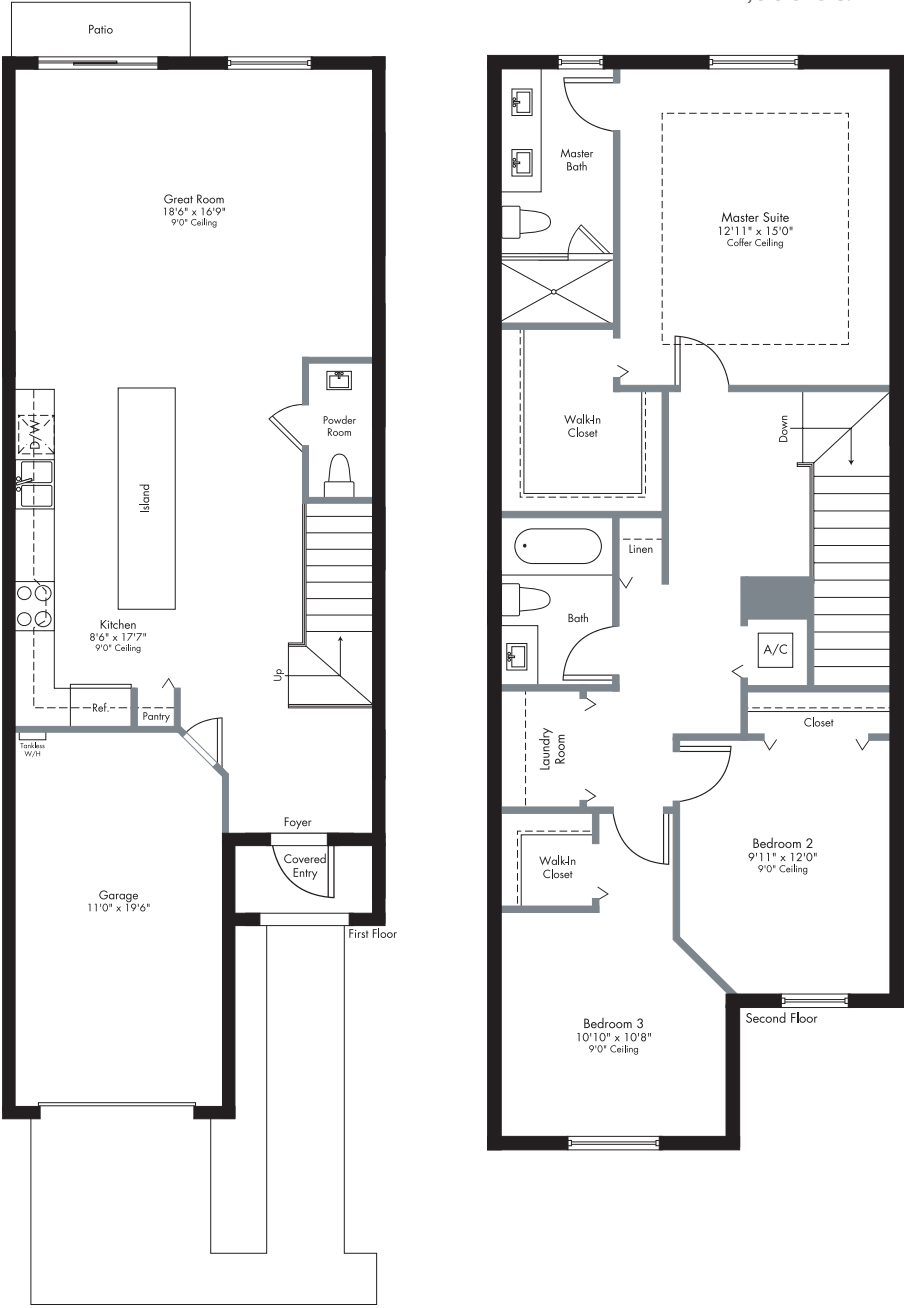 Patio
Great Room
18'6" x 16'9"
9'0" Ceiling
Powder
Room
D/W
Island
Kitchen
8'6" x 17'7"
9'0" Ceiling
Up
Ref.
Pantry
Tankless
W/H
Foyer
Covered
Entry
Garage
11'0" x 19'6"
First Floor
Master
Bath
Master Suite
12'11" x 15'0"
Coffer Ceiling
Walk-In
Closet
Down
Linen
Bath
A/C
Closet
Laundry
Room
Bedroom 2
9'11" x 12'0"
9'0" Ceiling
Walk-In
Closet
Bedroom 3
10'10" x 10'8"
9'0" Ceiling
Second Floor